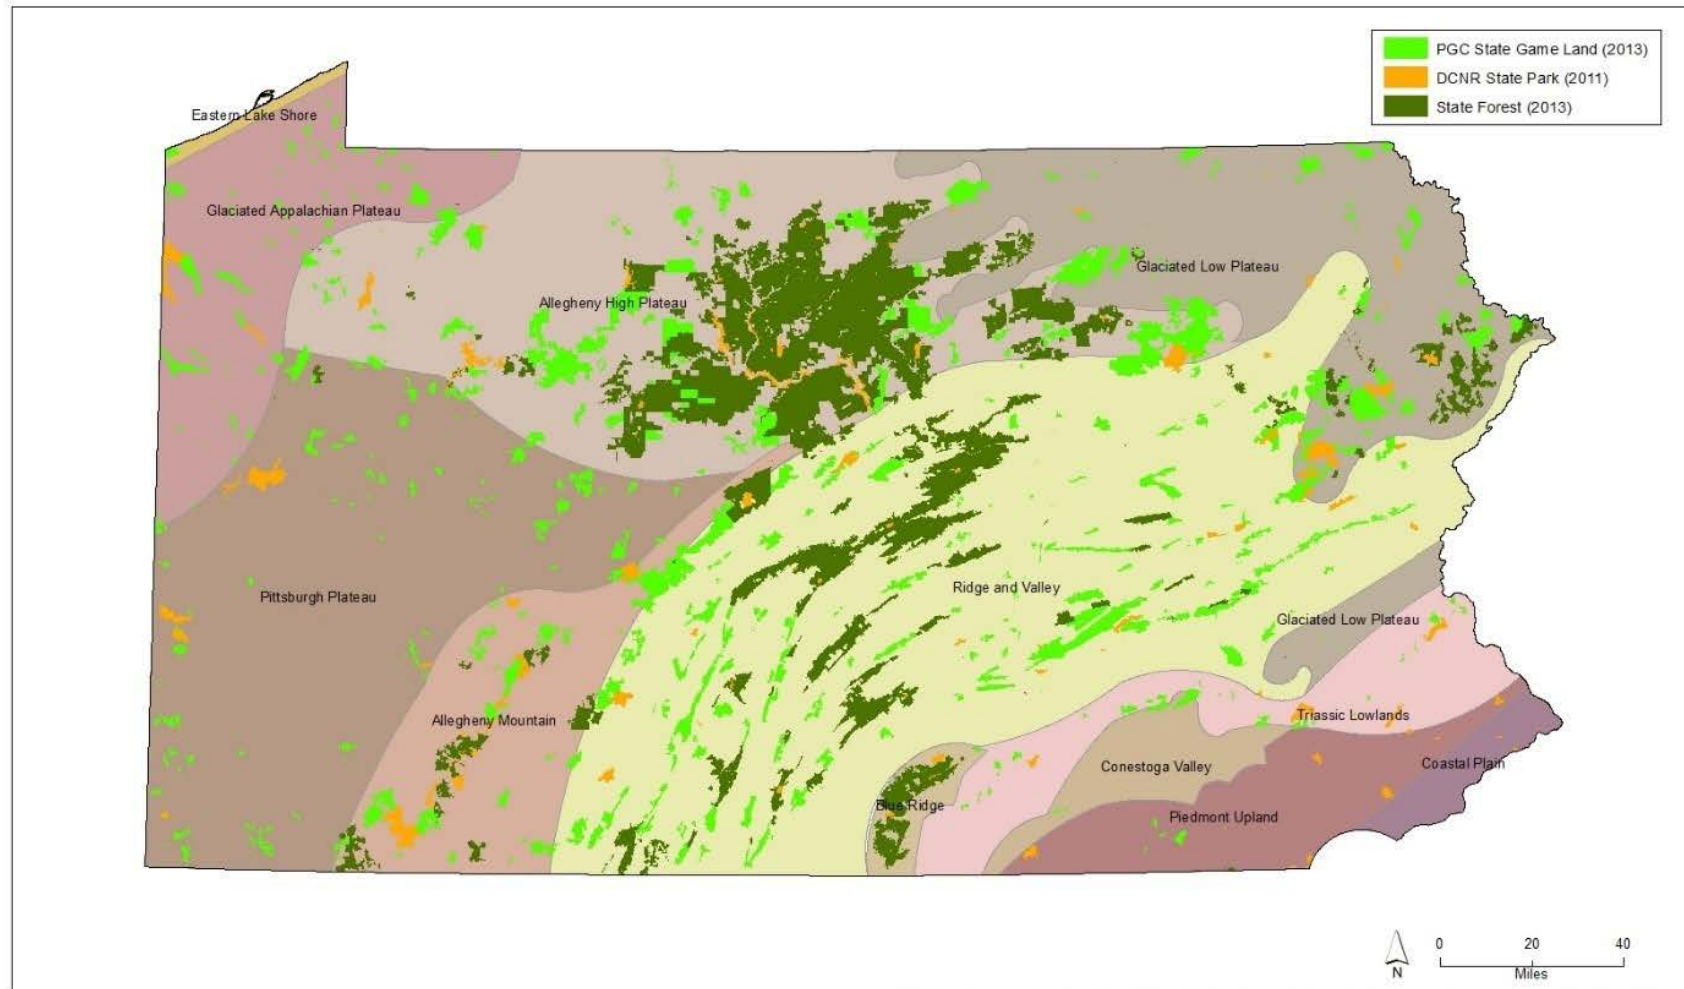 PGC State Game Land (2013)
DCNR State Park (2011)
State Forest (2013)
Eastern Lake Shore
Glaciated Appalachian Plateau
Glaciated Low Plateau
Allegheny High Plateau
Ridge and Valley
Pittsburgh Plateau
Glaciated Low Plateau
Allegheny Mountain
Triassic Lowlands
Conestoga Valley
Coastal Plain
Blue Ridge
Piedmont Upland
N
0 20 40
Miles